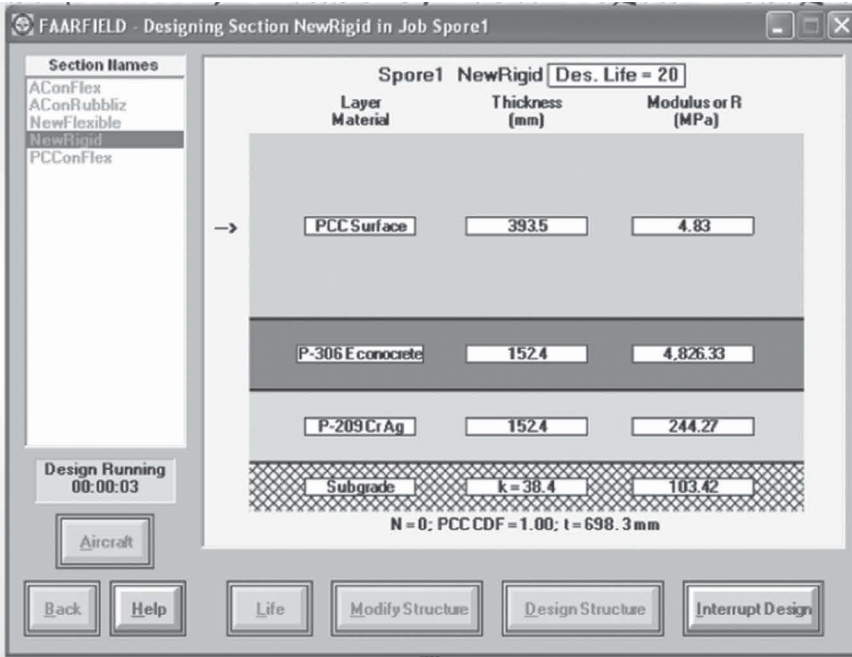 FAARFIELD - Designing Section NewRigid in Job Spore1
Section Names
AConFlex
AConRubbliz
NewFlexible
NewRigid
PCConFlex
Spore1 NewRigid Des. Life = 20
Layer Material
Thickness (mm)
Modulus or R (MPa)
-> PCC Surface 393.5 4.83
P-306 Econocrete 152.4 4,826.33
P-209 Cr Ag 152.4 244.27
Subgrade k = 38.4 103.42
N = 0; PCC CDF = 1.00; t = 698.3 mm
Design Running
00:00:03
Aircraft
Back Help Life Modify Structure Design Structure Interrupt Design